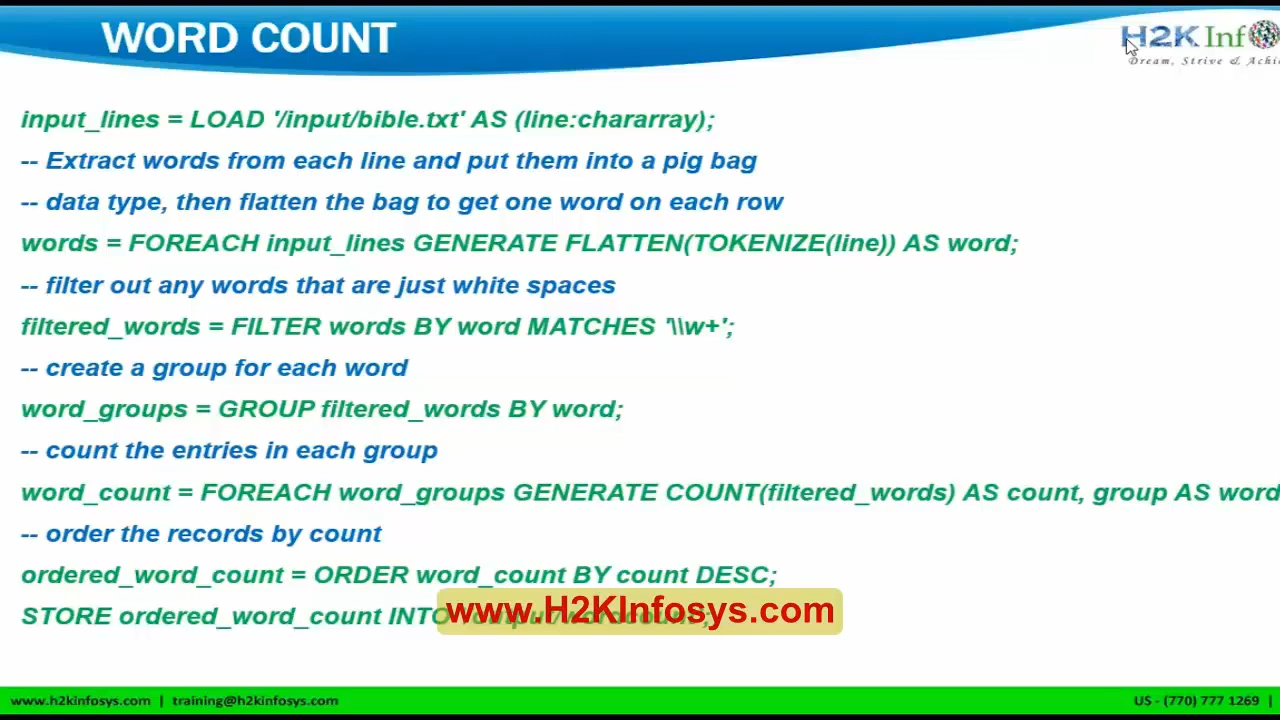 WORD COUNT
H2K Inf
Dream, Strive & Achi
input_lines = LOAD '/input/bible.txt' AS (line:chararray);
-- Extract words from each line and put them into a pig bag
-- data type, then flatten the bag to get one word on each row
words = FOREACH input_lines GENERATE FLATTEN(TOKENIZE(line)) AS word;
-- filter out any words that are just white spaces
filtered_words = FILTER words BY word MATCHES '\\w+';
-- create a group for each word
word_groups = GROUP filtered_words BY word;
-- count the entries in each group
word_count = FOREACH word_groups GENERATE COUNT(filtered_words) AS count, group AS word
-- order the records by count
ordered_word_count = ORDER word_count BY count DESC;
STORE ordered_word_count INTO
www.H2KInfosys.com
www.h2kinfosys.com | training@h2kinfosys.com
US - (770) 777 1269 |